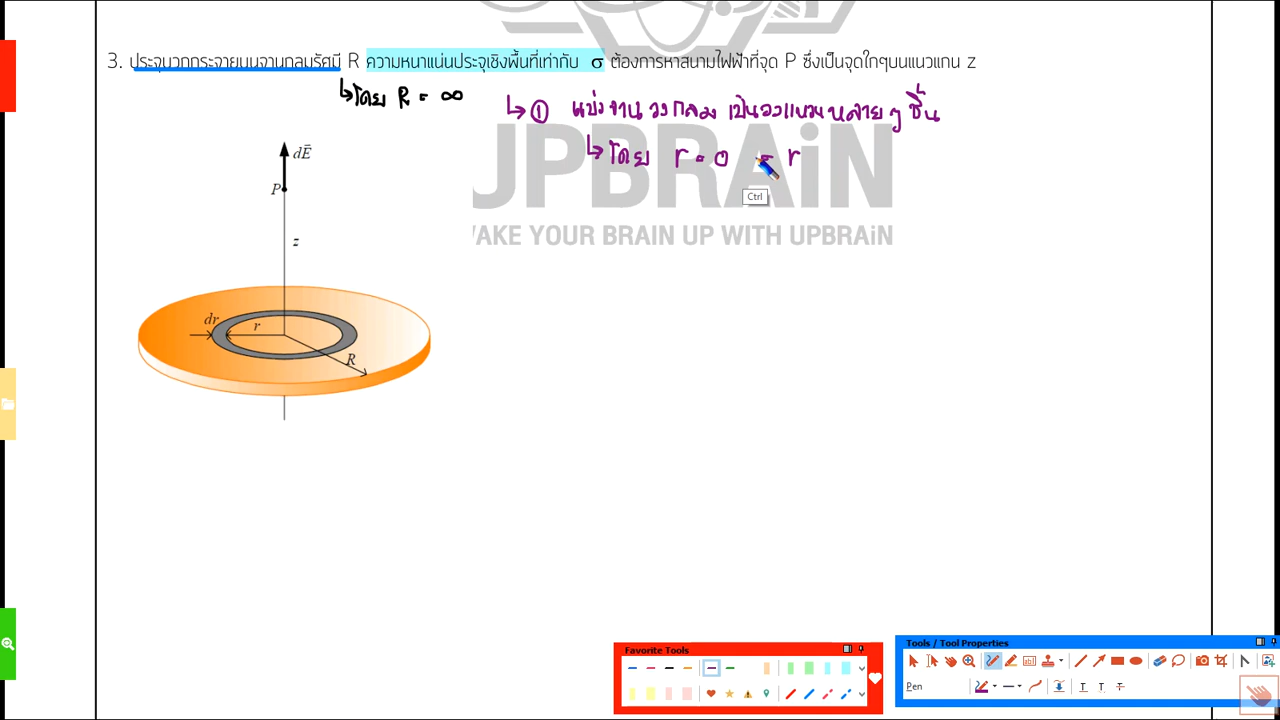 3. ประจุบวกกระจายบนจานกลมรัศมี R ความหนาแน่นประจุเชิงพื้นที่เท่ากับ σ ต้องการหาสนามไฟฟ้าที่จุด P ซึ่งเป็นจุดใกๆบนแนวแกน z
โดย R = ∞
① แบ่งจานวงกลม เป็นวงแหวนหลายๆ ชิ้น
โดย r = 0 → r
dE⃗
P
Ctrl
z
UPBRAiN
WAKE YOUR BRAiN UP WiTH UPBRAiN
dr
r
R
Favorite Tools
Tools / Tool Properties
Pen